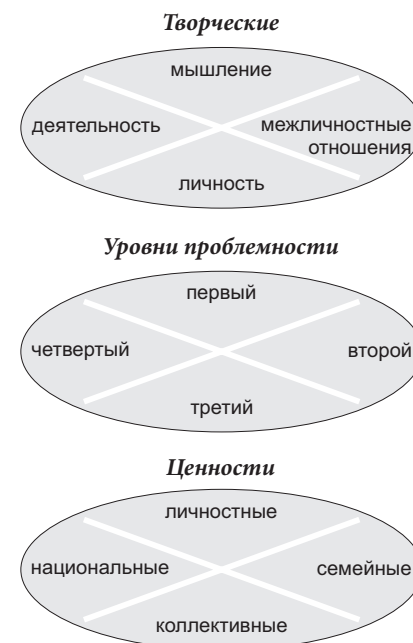 Творческие
мышление
деятельность
межличностные
отношения
личность
Уровни проблемности
первый
четвертый
второй
третий
Ценности
личностные
национальные
семейные
коллективные